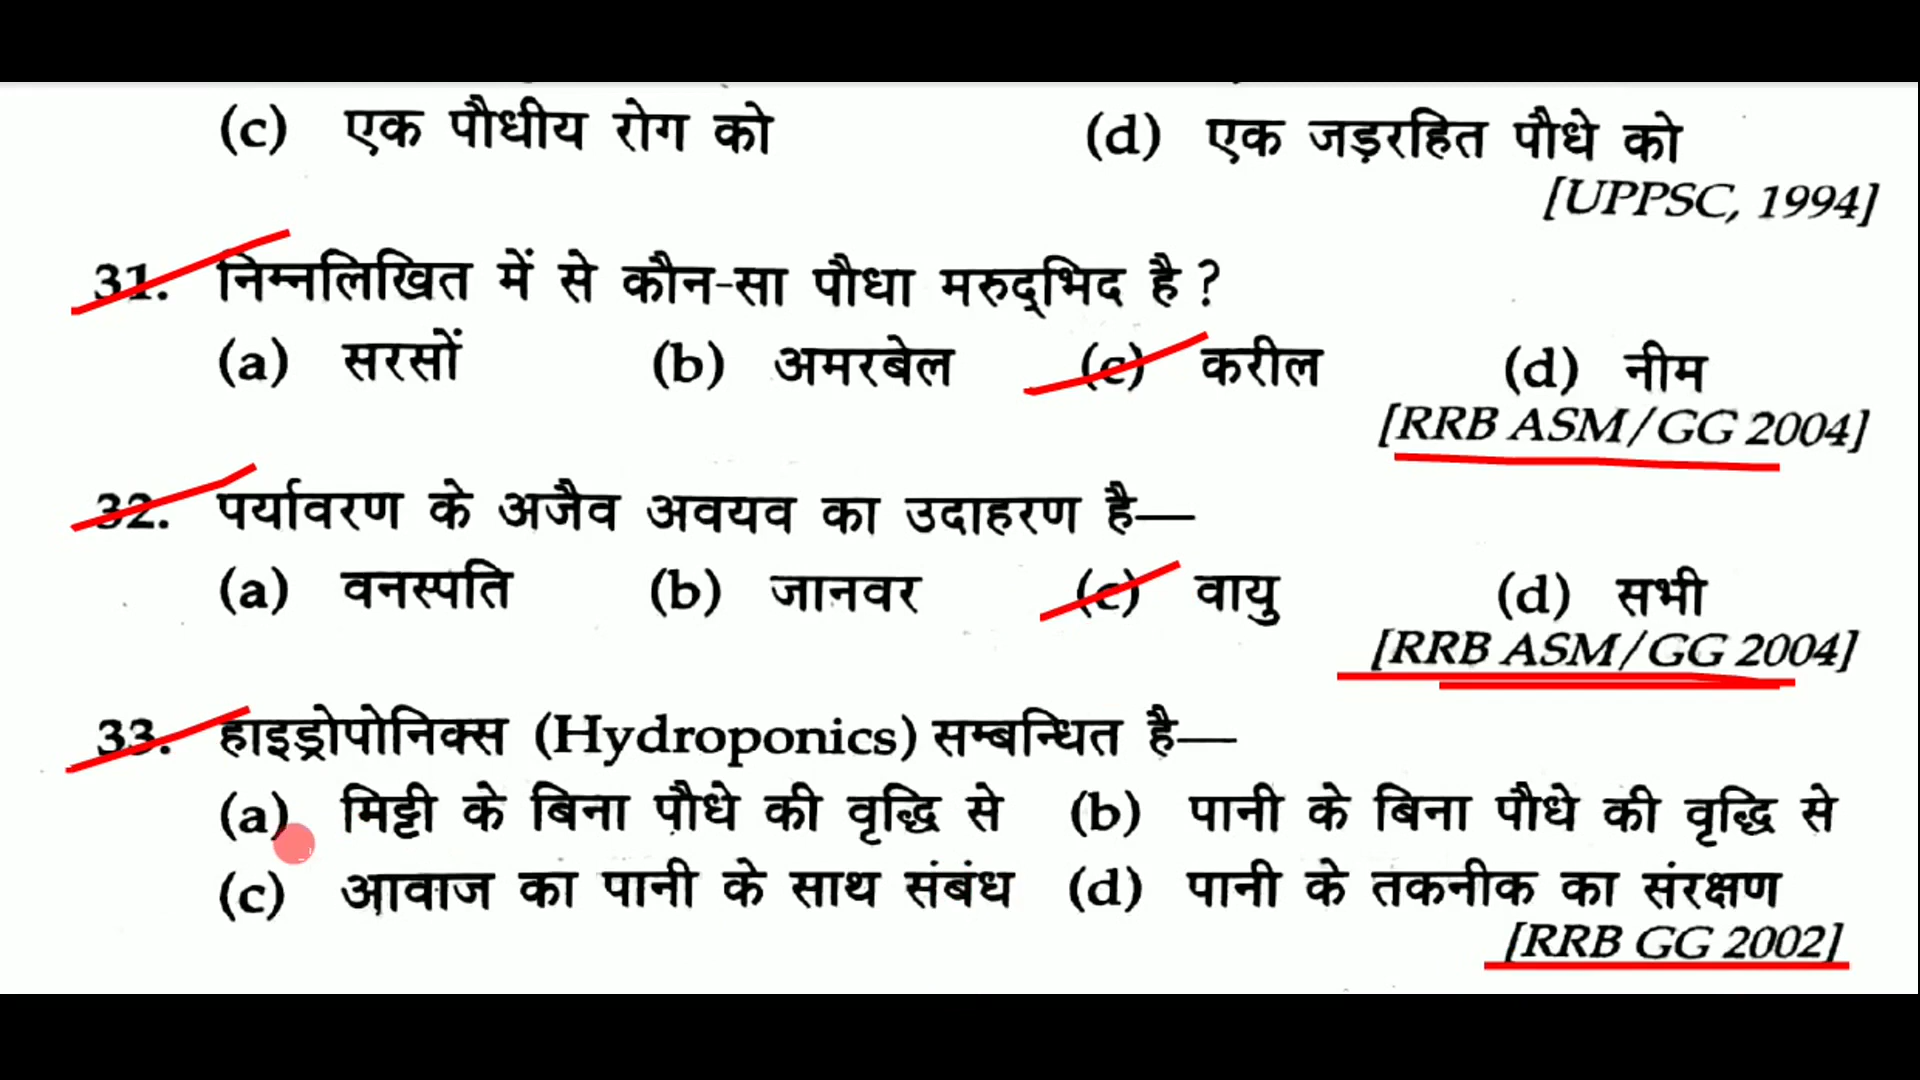 (c) एक पौधीय रोग को (d) एक जड़रहित पौधे को
[UPPSC, 1994]
31. निम्नलिखित में से कौन-सा पौधा मरुद्भिद है ?
(a) सरसों (b) अमरबेल (c) करील (d) नीम
[RRB ASM/GG 2004]
32. पर्यावरण के अजैव अवयव का उदाहरण है—
(a) वनस्पति (b) जानवर (c) वायु (d) सभी
[RRB ASM/GG 2004]
33. हाइड्रोपोनिक्स (Hydroponics) सम्बन्धित है—
(a) मिट्टी के बिना पौधे की वृद्धि से (b) पानी के बिना पौधे की वृद्धि से
(c) आवाज का पानी के साथ संबंध (d) पानी के तकनीक का संरक्षण
[RRB GG 2002]